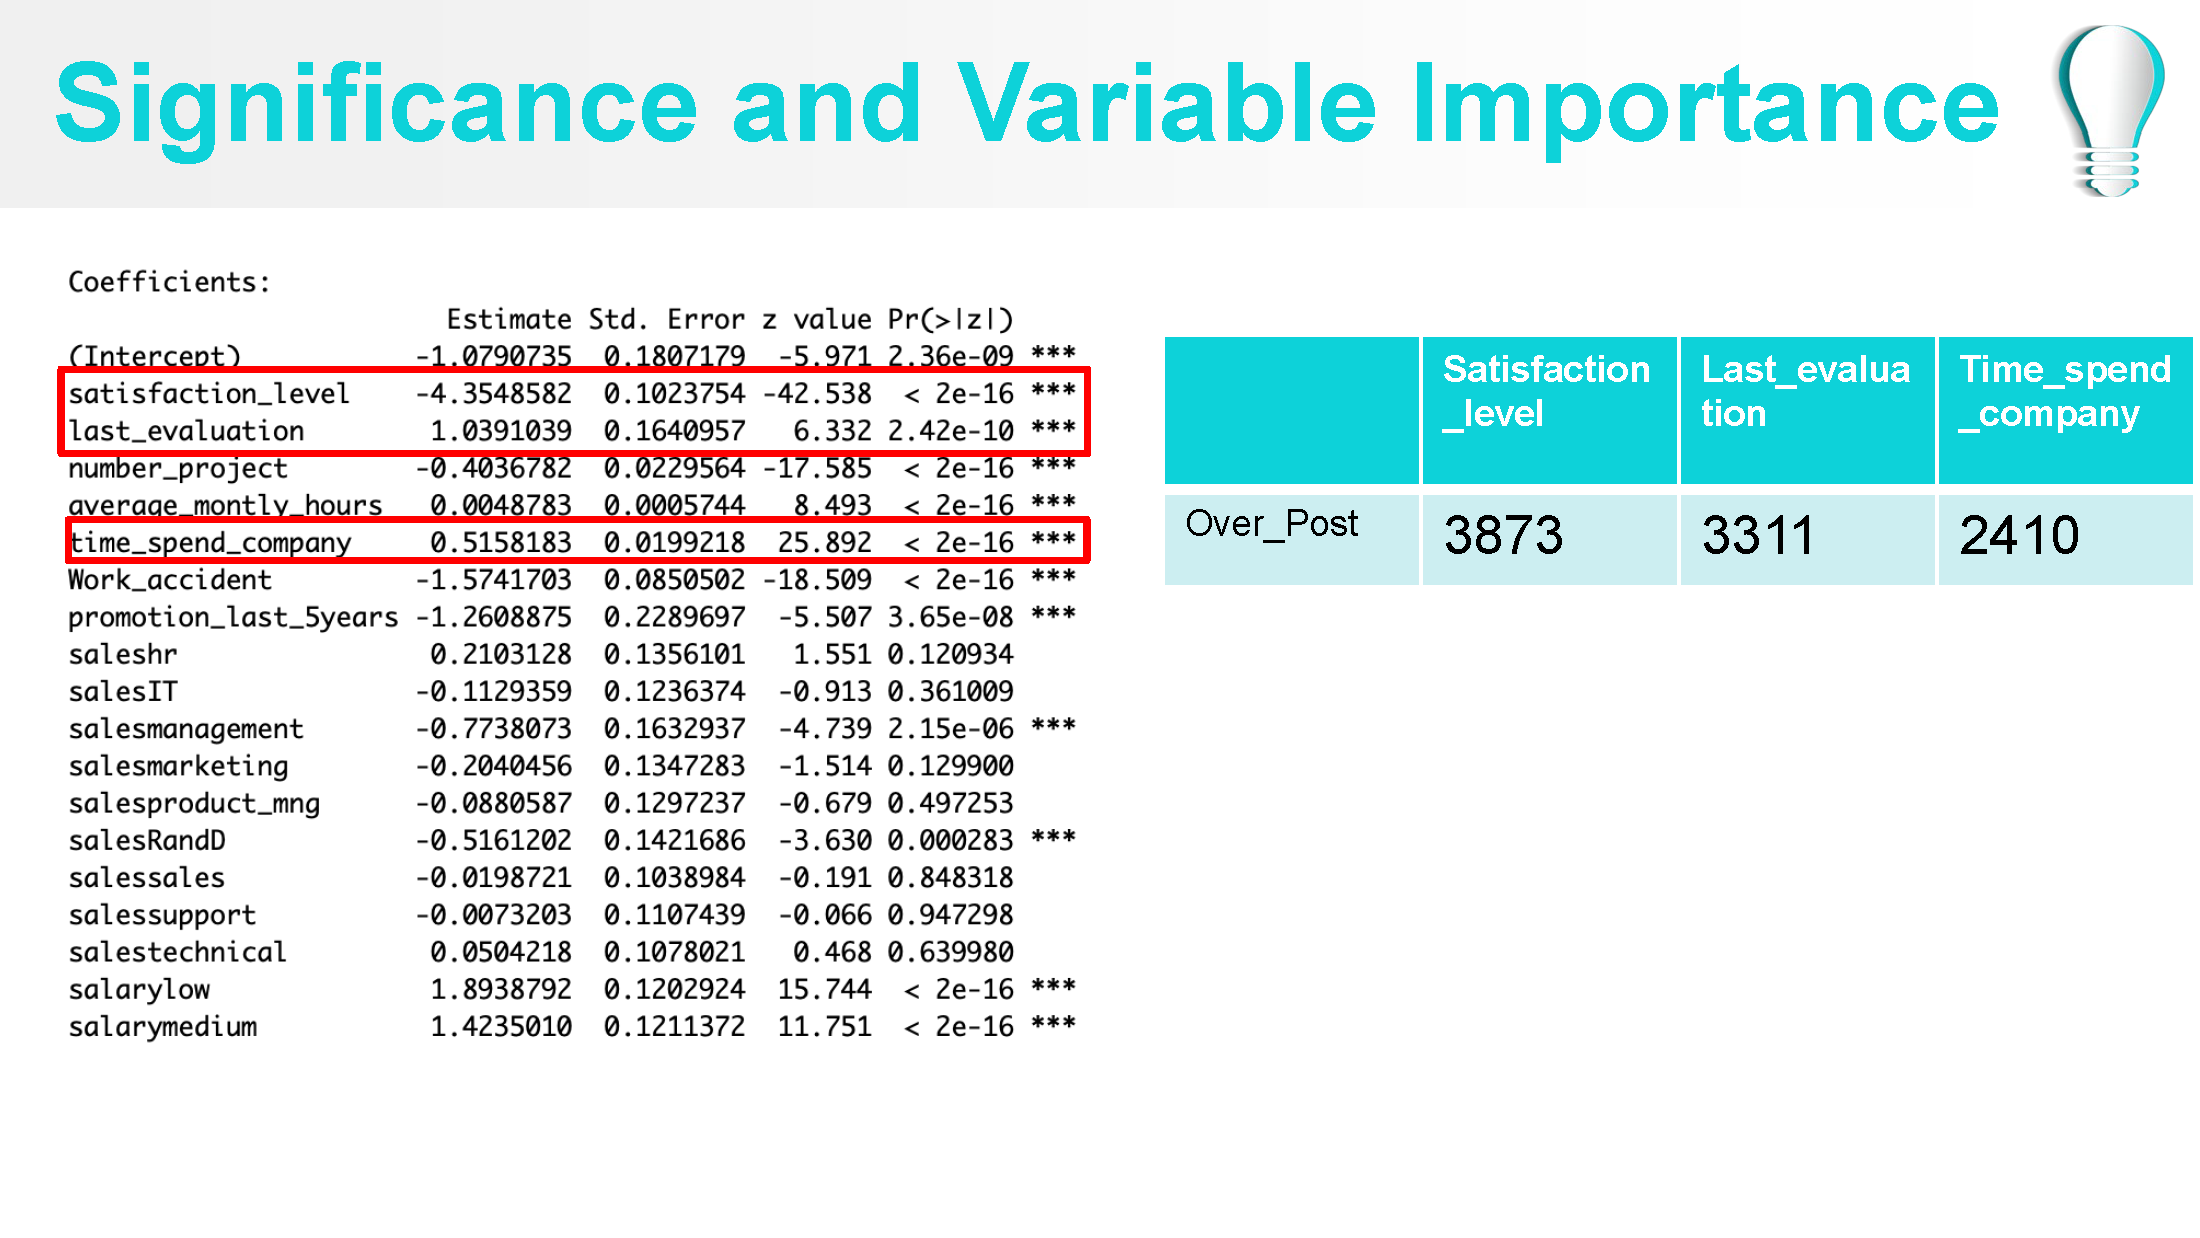 Significance and Variable Importance
Coefficients:
Estimate Std. Error z value Pr(>|z|)
(Intercept) -1.0790735 0.1807179 -5.971 2.36e-09 ***
satisfaction_level -4.3548582 0.1023754 -42.538 < 2e-16 ***
last_evaluation 1.0391039 0.1640957 6.332 2.42e-10 ***
number_project -0.4036782 0.0229564 -17.585 < 2e-16 ***
average_montly_hours 0.0048783 0.0005744 8.493 < 2e-16 ***
time_spend_company 0.5158183 0.0199218 25.892 < 2e-16 ***
Work_accident -1.5741703 0.0850502 -18.509 < 2e-16 ***
promotion_last_5years -1.2608875 0.2289697 -5.507 3.65e-08 ***
saleshr 0.2103128 0.1356101 1.551 0.120934
salesIT -0.1129359 0.1236374 -0.913 0.361009
salesmanagement -0.7738073 0.1632937 -4.739 2.15e-06 ***
salesmarketing -0.2040456 0.1347283 -1.514 0.129900
salesproduct_mng -0.0880587 0.1297237 -0.679 0.497253
salesRandD -0.5161202 0.1421686 -3.630 0.000283 ***
salessales -0.0198721 0.1038984 -0.191 0.848318
salessupport -0.0073203 0.1107439 -0.066 0.947298
salestechnical 0.0504218 0.1078021 0.468 0.639980
salarylow 1.8938792 0.1202924 15.744 < 2e-16 ***
salarymedium 1.4235010 0.1211372 11.751 < 2e-16 ***
Satisfaction Last_evalua Time_spend
_level tion _company
Over_Post 3873 3311 2410